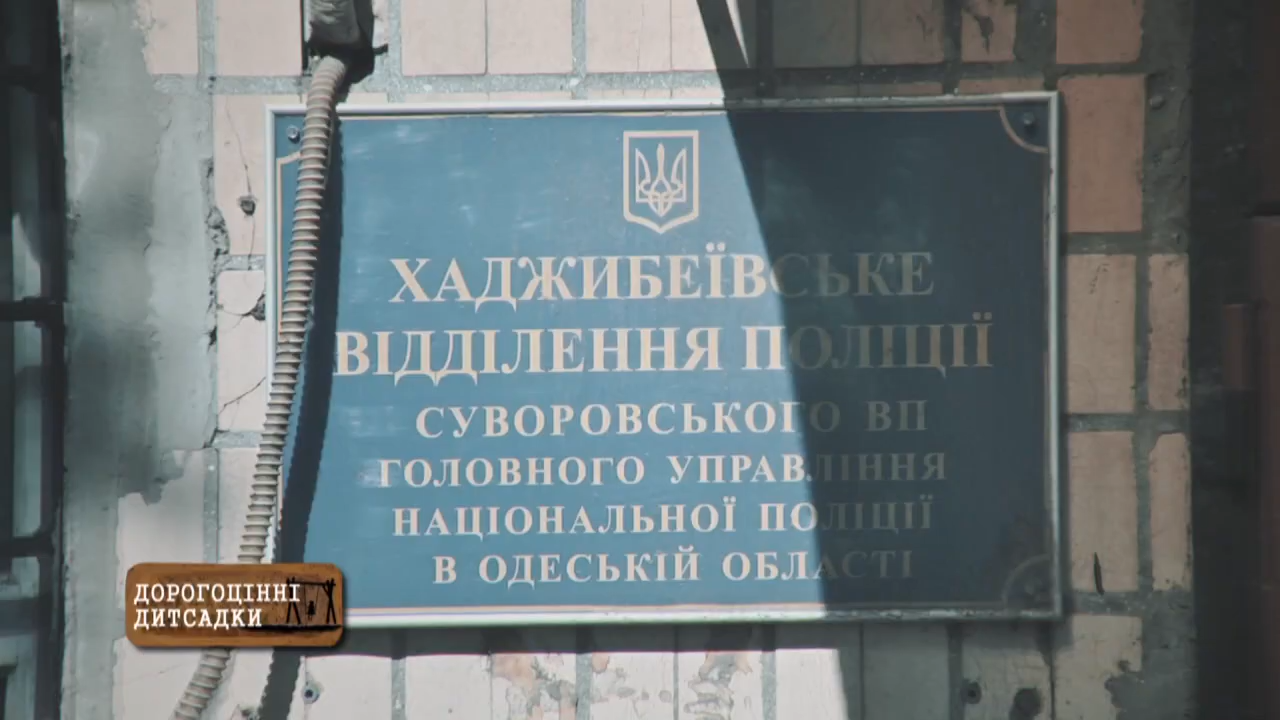 ХАДЖИБЕЇВСЬКЕ
ВІДДІЛЕННЯ ПОЛІЦІЇ
СУВОРОВСЬКОГО ВП
ГОЛОВНОГО УПРАВЛІННЯ
НАЦІОНАЛЬНОЇ ПОЛІЦІЇ
В ОДЕСЬКІЙ ОБЛАСТІ
ДОРОГОЦІННІ
ДИТСАДКИ